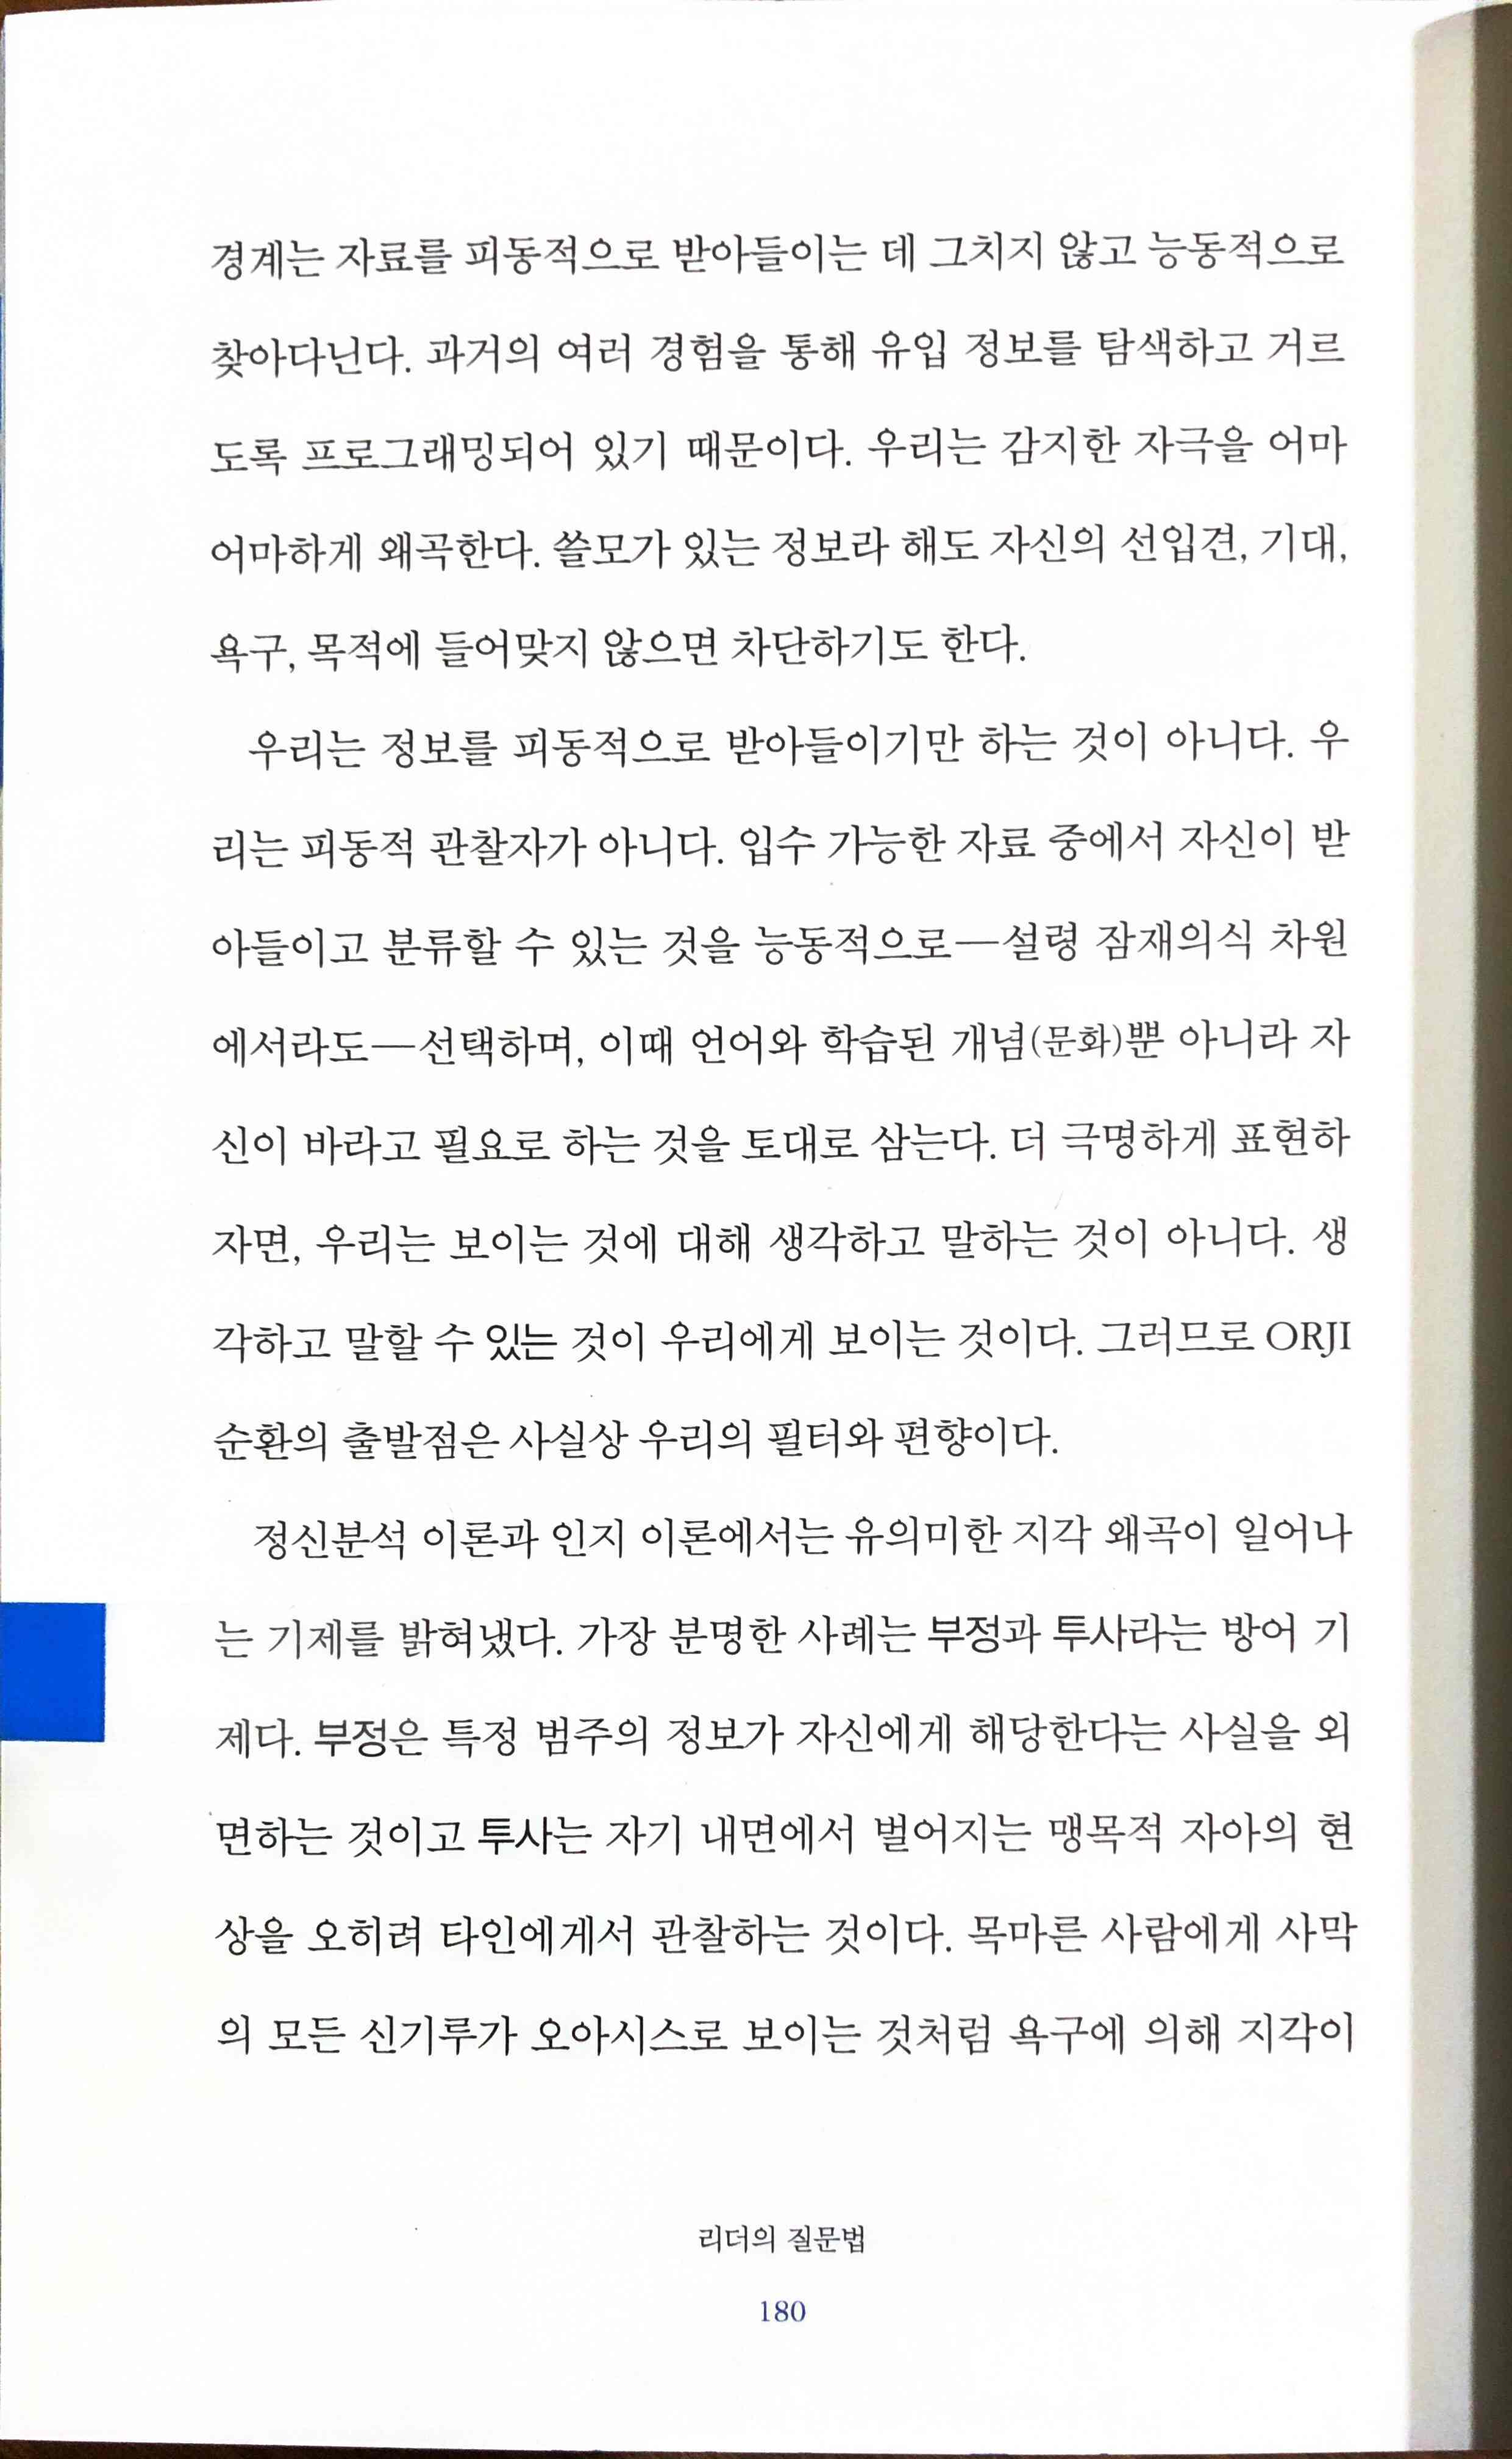 경계는 자료를 피동적으로 받아들이는 데 그치지 않고 능동적으로
찾아다닌다. 과거의 여러 경험을 통해 유입 정보를 탐색하고 거르
도록 프로그래밍되어 있기 때문이다. 우리는 감지한 자극을 어마
어마하게 왜곡한다. 쓸모가 있는 정보라 해도 자신의 선입견, 기대,
욕구, 목적에 들어맞지 않으면 차단하기도 한다.
우리는 정보를 피동적으로 받아들이기만 하는 것이 아니다. 우
리는 피동적 관찰자가 아니다. 입수 가능한 자료 중에서 자신이 받
아들이고 분류할 수 있는 것을 능동적으로—설령 잠재의식 차원
에서라도—선택하며, 이때 언어와 학습된 개념(문화)뿐 아니라 자
신이 바라고 필요로 하는 것을 토대로 삼는다. 더 극명하게 표현하
자면, 우리는 보이는 것에 대해 생각하고 말하는 것이 아니다. 생
각하고 말할 수 있는 것이 우리에게 보이는 것이다. 그러므로 ORJI
순환의 출발점은 사실상 우리의 필터와 편향이다.
정신분석 이론과 인지 이론에서는 유의미한 지각 왜곡이 일어나
는 기제를 밝혀냈다. 가장 분명한 사례는 부정과 투사라는 방어 기
제다. 부정은 특정 범주의 정보가 자신에게 해당한다는 사실을 외
면하는 것이고 투사는 자기 내면에서 벌어지는 맹목적 자아의 현
상을 오히려 타인에게서 관찰하는 것이다. 목마른 사람에게 사막
의 모든 신기루가 오아시스로 보이는 것처럼 욕구에 의해 지각이
리더의 질문법
180